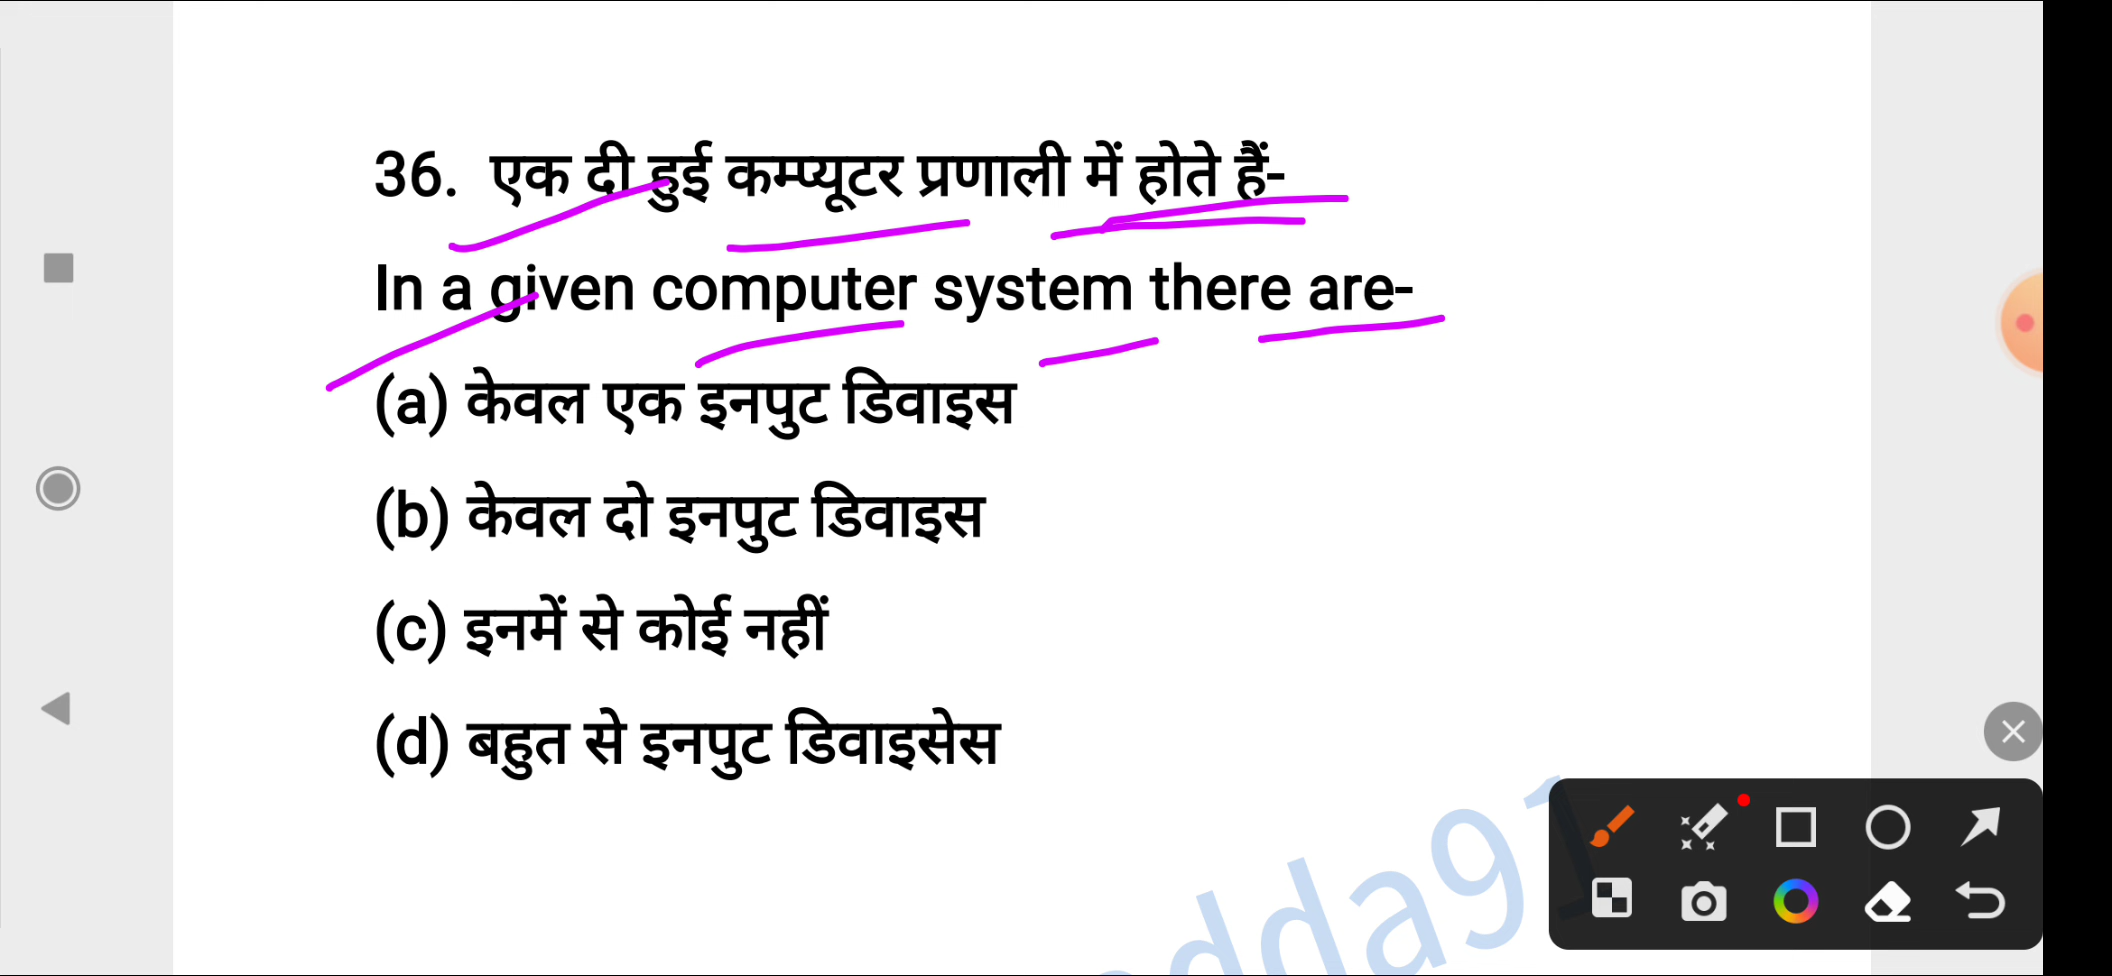 36. एक दी हुई कम्प्यूटर प्रणाली में होते हैं-
In a given computer system there are-
(a) केवल एक इनपुट डिवाइस
(b) केवल दो इनपुट डिवाइस
(c) इनमें से कोई नहीं
(d) बहुत से इनपुट डिवाइसेस
dda91